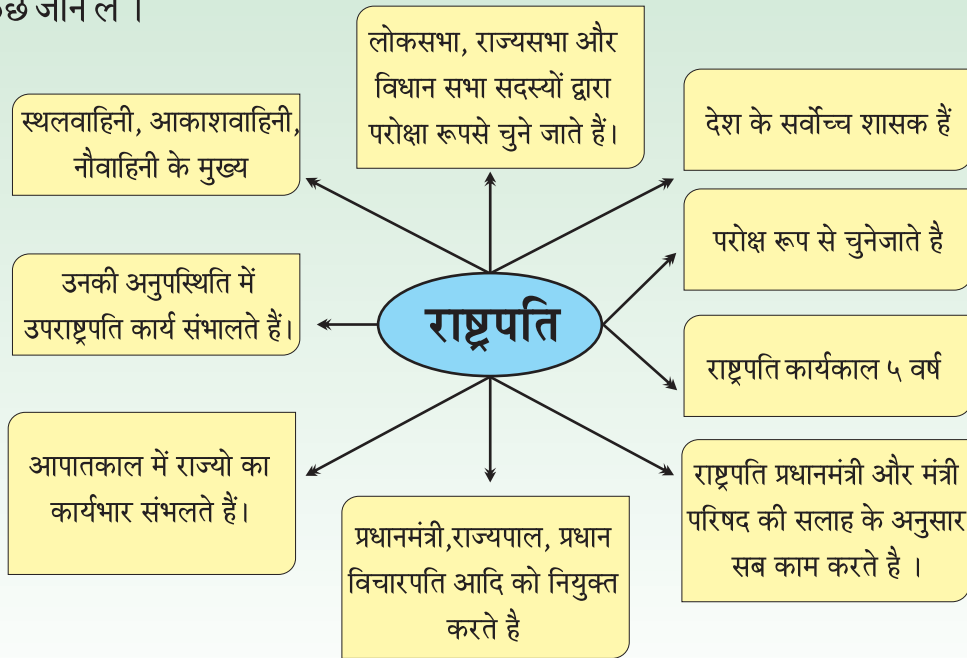 जान लें ।
लोकसभा, राज्यसभा और
विधान सभा सदस्यों द्वारा
परोक्षा रूपसे चुने जाते हैं।
स्थलवाहिनी, आकाशवाहिनी,
नौवाहिनी के मुख्य
देश के सर्वोच्च शासक हैं
परोक्ष रूप से चुनेजाते है
उनकी अनुपस्थिति में
उपराष्ट्रपति कार्य संभालते हैं।
राष्ट्रपति
राष्ट्रपति कार्यकाल ५ वर्ष
आपातकाल में राज्यो का
कार्यभार संभलते हैं।
प्रधानमंत्री,राज्यपाल, प्रधान
विचारपति आदि को नियुक्त
करते है
राष्ट्रपति प्रधानमंत्री और मंत्री
परिषद की सलाह के अनुसार
सब काम करते है ।